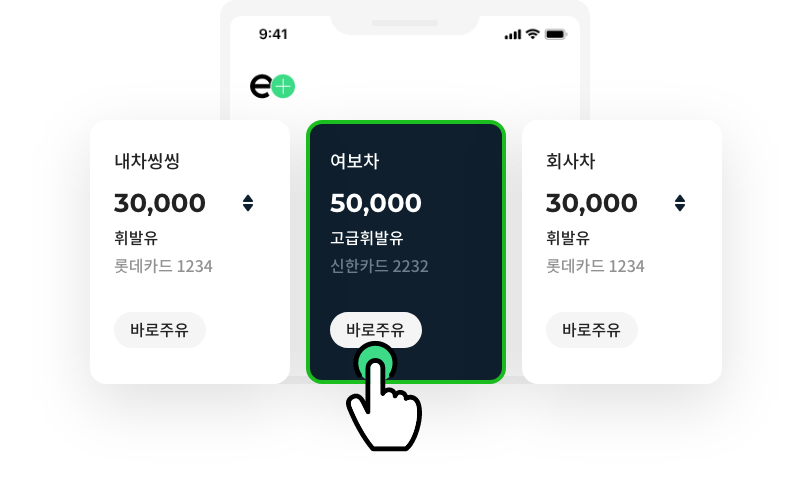 9:41
e+
내차씽씽
30,000
휘발유
롯데카드 1234
바로주유
여보차
50,000
고급휘발유
신한카드 2232
바로주유
회사차
30,000
휘발유
롯데카드 1234
바로주유